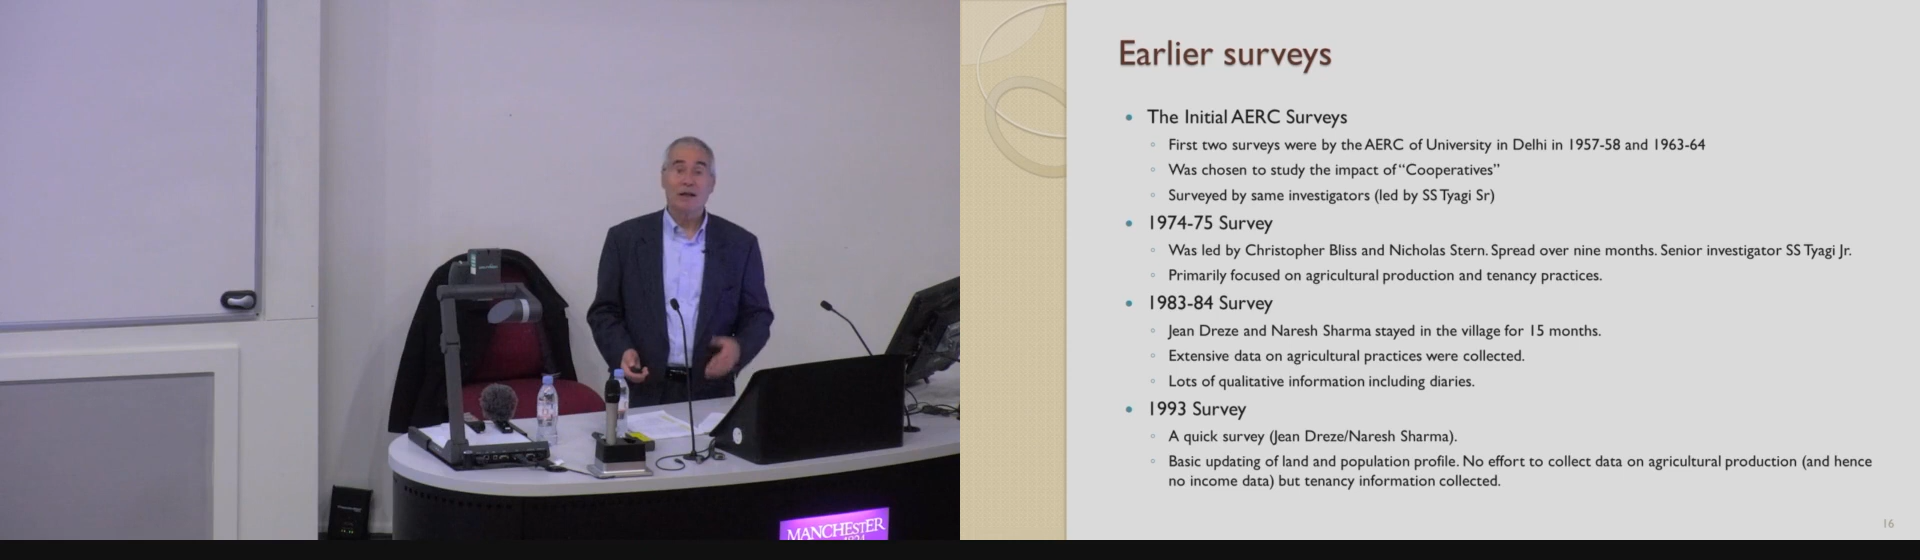 Earlier surveys
The Initial AERC Surveys
First two surveys were by the AERC of University in Delhi in 1957-58 and 1963-64
Was chosen to study the impact of “Cooperatives”
Surveyed by same investigators (led by SS Tyagi Sr)
1974-75 Survey
Was led by Christopher Bliss and Nicholas Stern. Spread over nine months. Senior investigator SS Tyagi Jr.
Primarily focused on agricultural production and tenancy practices.
1983-84 Survey
Jean Dreze and Naresh Sharma stayed in the village for 15 months.
Extensive data on agricultural practices were collected.
Lots of qualitative information including diaries.
1993 Survey
A quick survey (Jean Dreze/Naresh Sharma).
Basic updating of land and population profile. No effort to collect data on agricultural production (and hence
no income data) but tenancy information collected.
16
MANCHESTER
1824